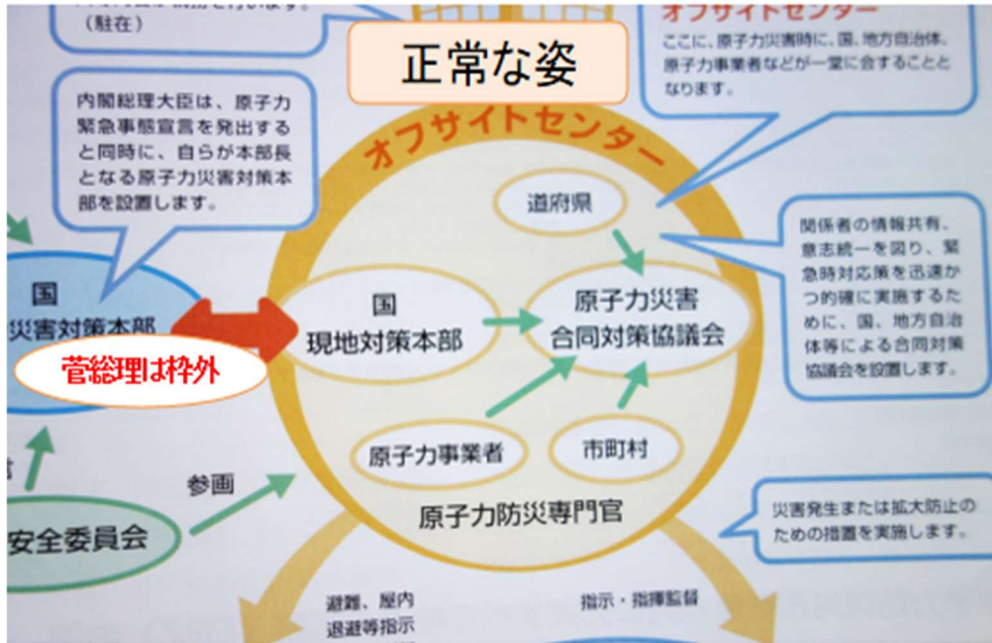 （駐在）
正常な姿
オフサイトセンター
ここに、原子力災害時に、国、地方自治体、
原子力事業者などが一堂に会することと
なります。
内閣総理大臣は、原子力
緊急事態宣言を発出する
と同時に、自らが本部長
となる原子力災害対策本
部を設置します。
オフサイトセンター
道府県
関係者の情報共有、
意志統一を図り、緊
急時対応策を迅速か
つ的確に実施するため
に、国、地方自治
体等による合同対策
協議会を設置します。
国
災害対策本部
菅総理は枠外
国
現地対策本部
原子力災害
合同対策協議会
原子力事業者
市町村
参画
安全委員会
原子力防災専門官
災害発生または拡大防止の
ための措置を実施します。
避難、屋内
退避等指示
指示・指揮監督